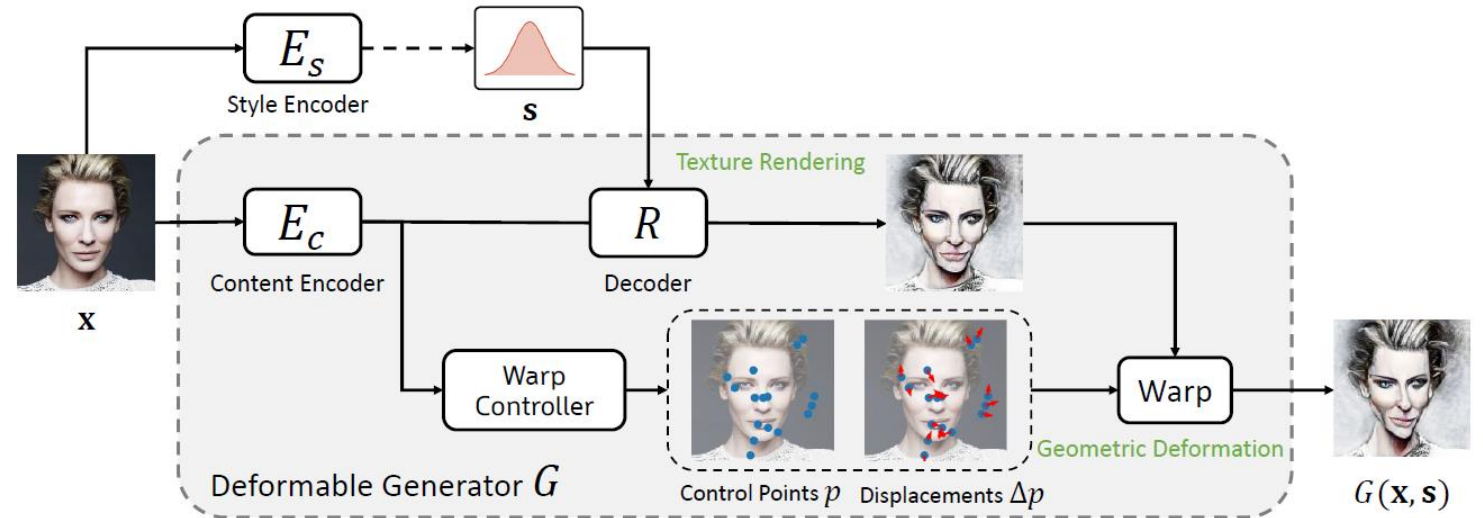 E_s
Style Encoder
s
Texture Rendering
E_c
R
Content Encoder
Decoder
x
Warp
Controller
Warp
Geometric Deformation
Deformable Generator G
Control Points p
Displacements Δp
G(x, s)